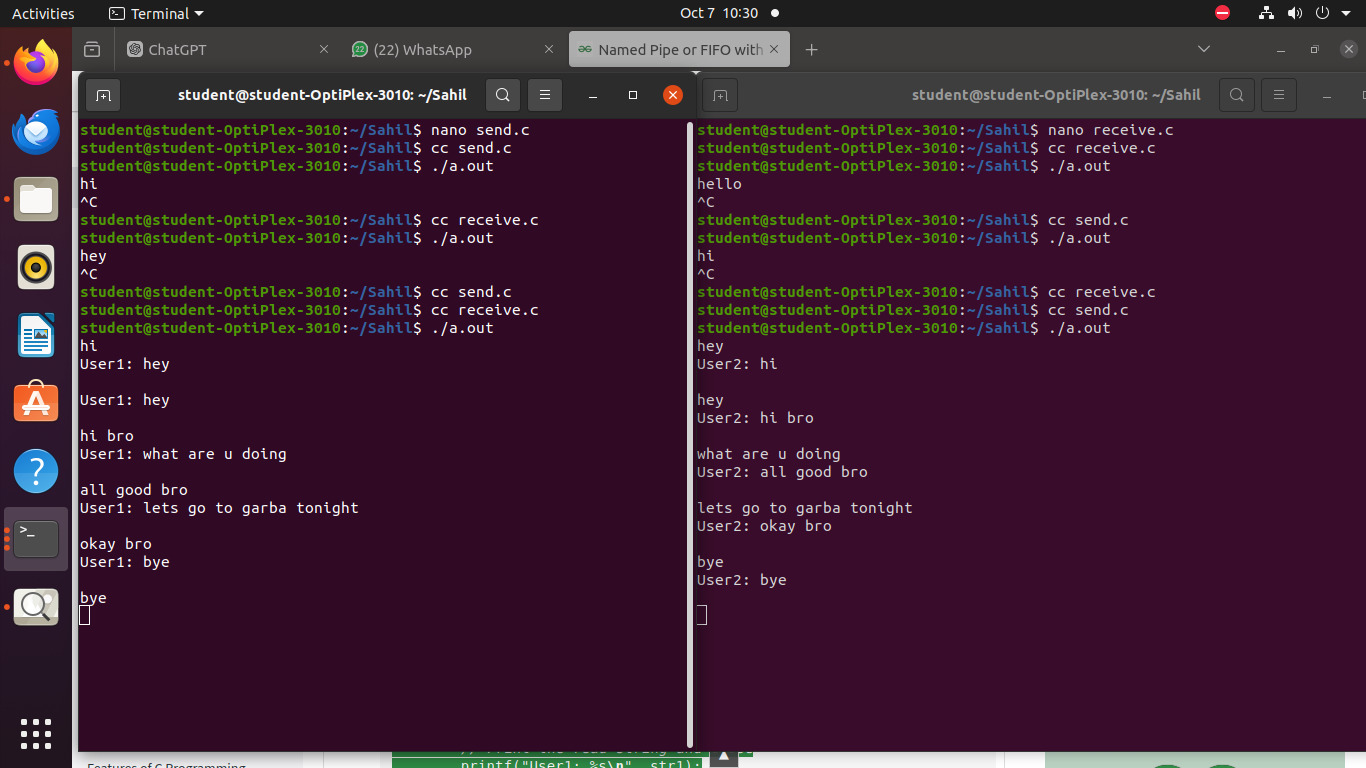 Activities
Terminal
Oct 7 10:30
ChatGPT
22
(22) WhatsApp
Named Pipe or FIFO with
student@student-OptiPlex-3010: ~/Sahil
student@student-OptiPlex-3010:~/Sahil$ nano send.c
student@student-OptiPlex-3010:~/Sahil$ cc send.c
student@student-OptiPlex-3010:~/Sahil$ ./a.out
hi
^C
student@student-OptiPlex-3010:~/Sahil$ cc receive.c
student@student-OptiPlex-3010:~/Sahil$ ./a.out
hey
^C
student@student-OptiPlex-3010:~/Sahil$ cc send.c
student@student-OptiPlex-3010:~/Sahil$ cc receive.c
student@student-OptiPlex-3010:~/Sahil$ ./a.out
hi
User1: hey
User1: hey
hi bro
User1: what are u doing
all good bro
User1: lets go to garba tonight
okay bro
User1: bye
bye
student@student-OptiPlex-3010: ~/Sahil
student@student-OptiPlex-3010:~/Sahil$ nano receive.c
student@student-OptiPlex-3010:~/Sahil$ cc receive.c
student@student-OptiPlex-3010:~/Sahil$ ./a.out
hello
^C
student@student-OptiPlex-3010:~/Sahil$ cc send.c
student@student-OptiPlex-3010:~/Sahil$ ./a.out
hi
^C
student@student-OptiPlex-3010:~/Sahil$ cc receive.c
student@student-OptiPlex-3010:~/Sahil$ cc send.c
student@student-OptiPlex-3010:~/Sahil$ ./a.out
hey
User2: hi
hey
User2: hi bro
what are u doing
User2: all good bro
lets go to garba tonight
User2: okay bro
bye
User2: bye
Features of C Programming
printf("User1: %s\n", str1);